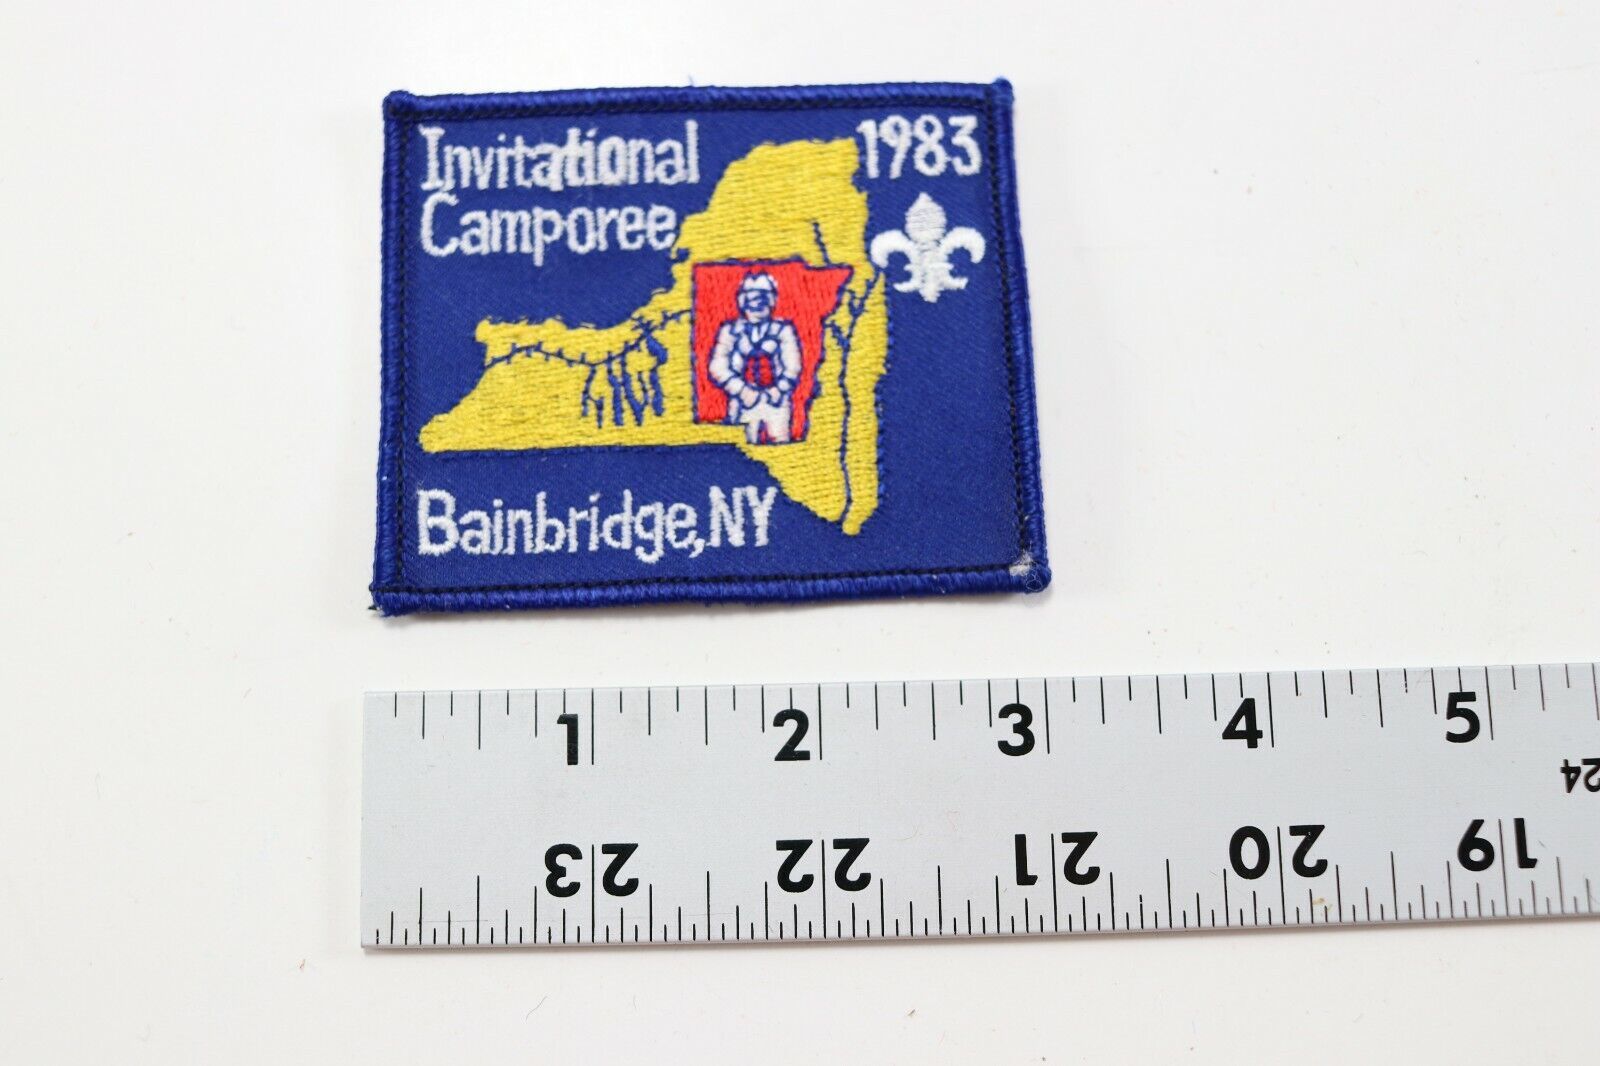 Invitational 1983
Camporee
Bainbridge, NY
1 2 3 4 5
24
23 22 21 20 19